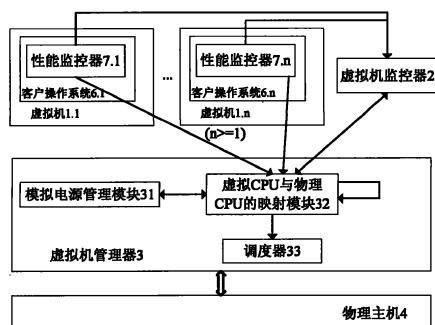 性能监控器7.1
客户操作系统6.1
虚拟机1.1
...
性能监控器7.n
客户操作系统6.n
虚拟机1.n
(n>=1)
虚拟机监控器2
模拟电源管理模块31
虚拟CPU与物理
CPU的映射模块32
调度器33
虚拟机管理器3
物理主机4